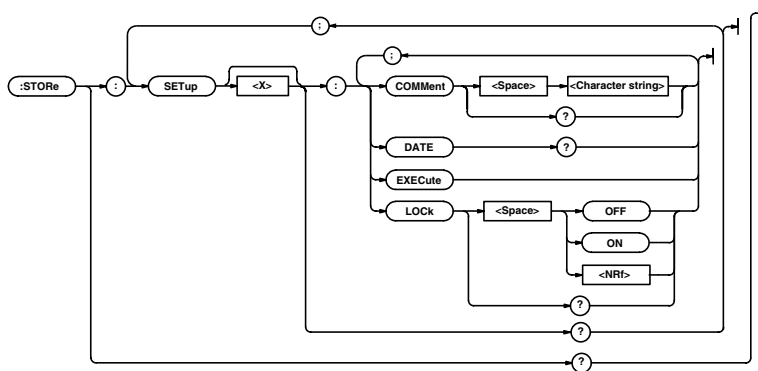 ;
;
:STORe : SETup <X> : COMMent <Space> <Character string>
?
DATE ?
EXECute
LOCk <Space> OFF
ON
<NRf>
?
?
?